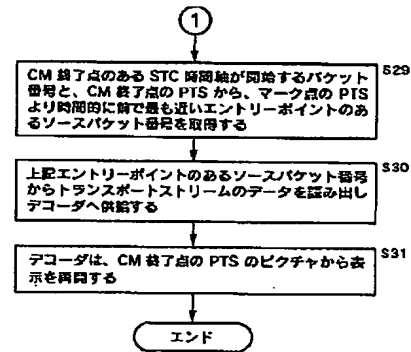 1
CM 終了点のある STC 時間軸が開始するパケット
番号と、CM 終了点の PTS から、マーク点の PTS
より時間的に前で最も近いエントリーポイントのあ
るソースパケット番号を取得する
S29
上記エントリーポイントのあるソースパケット番号
からトランスポートストリームのデータを読み出し
デコーダへ供給する
S30
デコーダは、CM 終了点の PTS のピクチャから表
示を再開する
S31
エンド